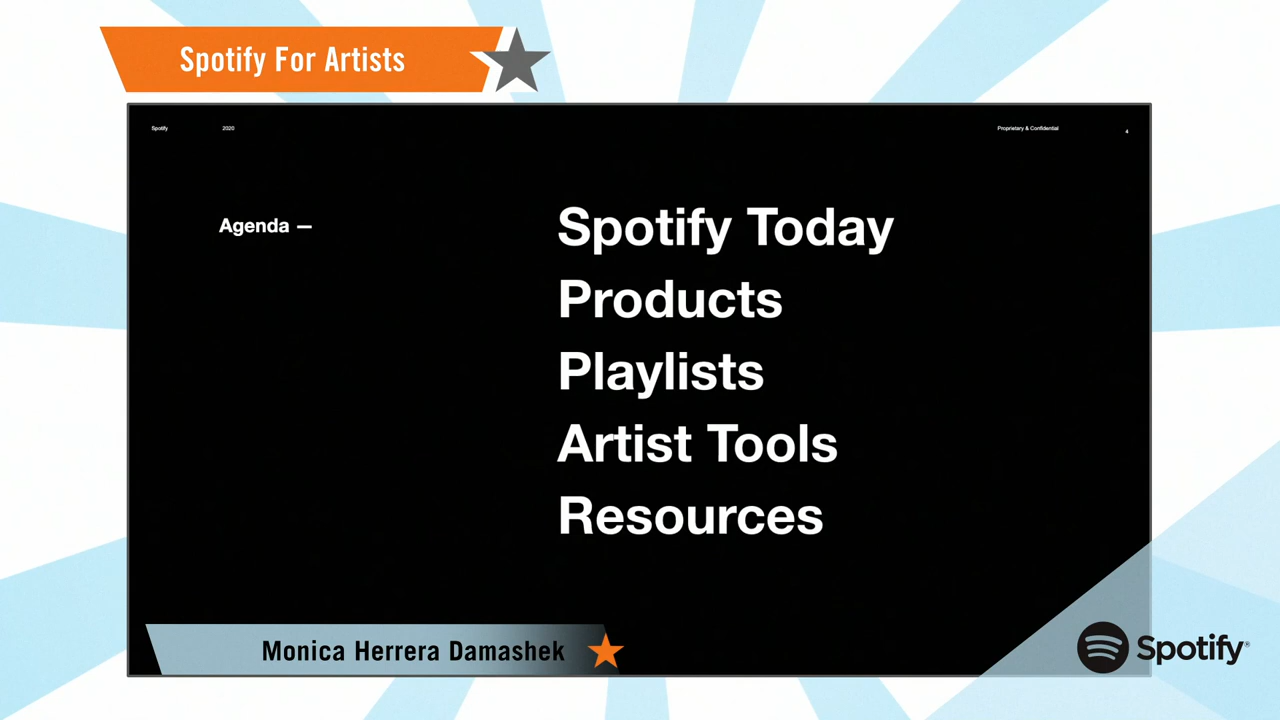 Spotify For Artists
Spotify 2020 Proprietary & Confidential 4
Agenda —
Spotify Today
Products
Playlists
Artist Tools
Resources
Monica Herrera Damashek
Spotify®